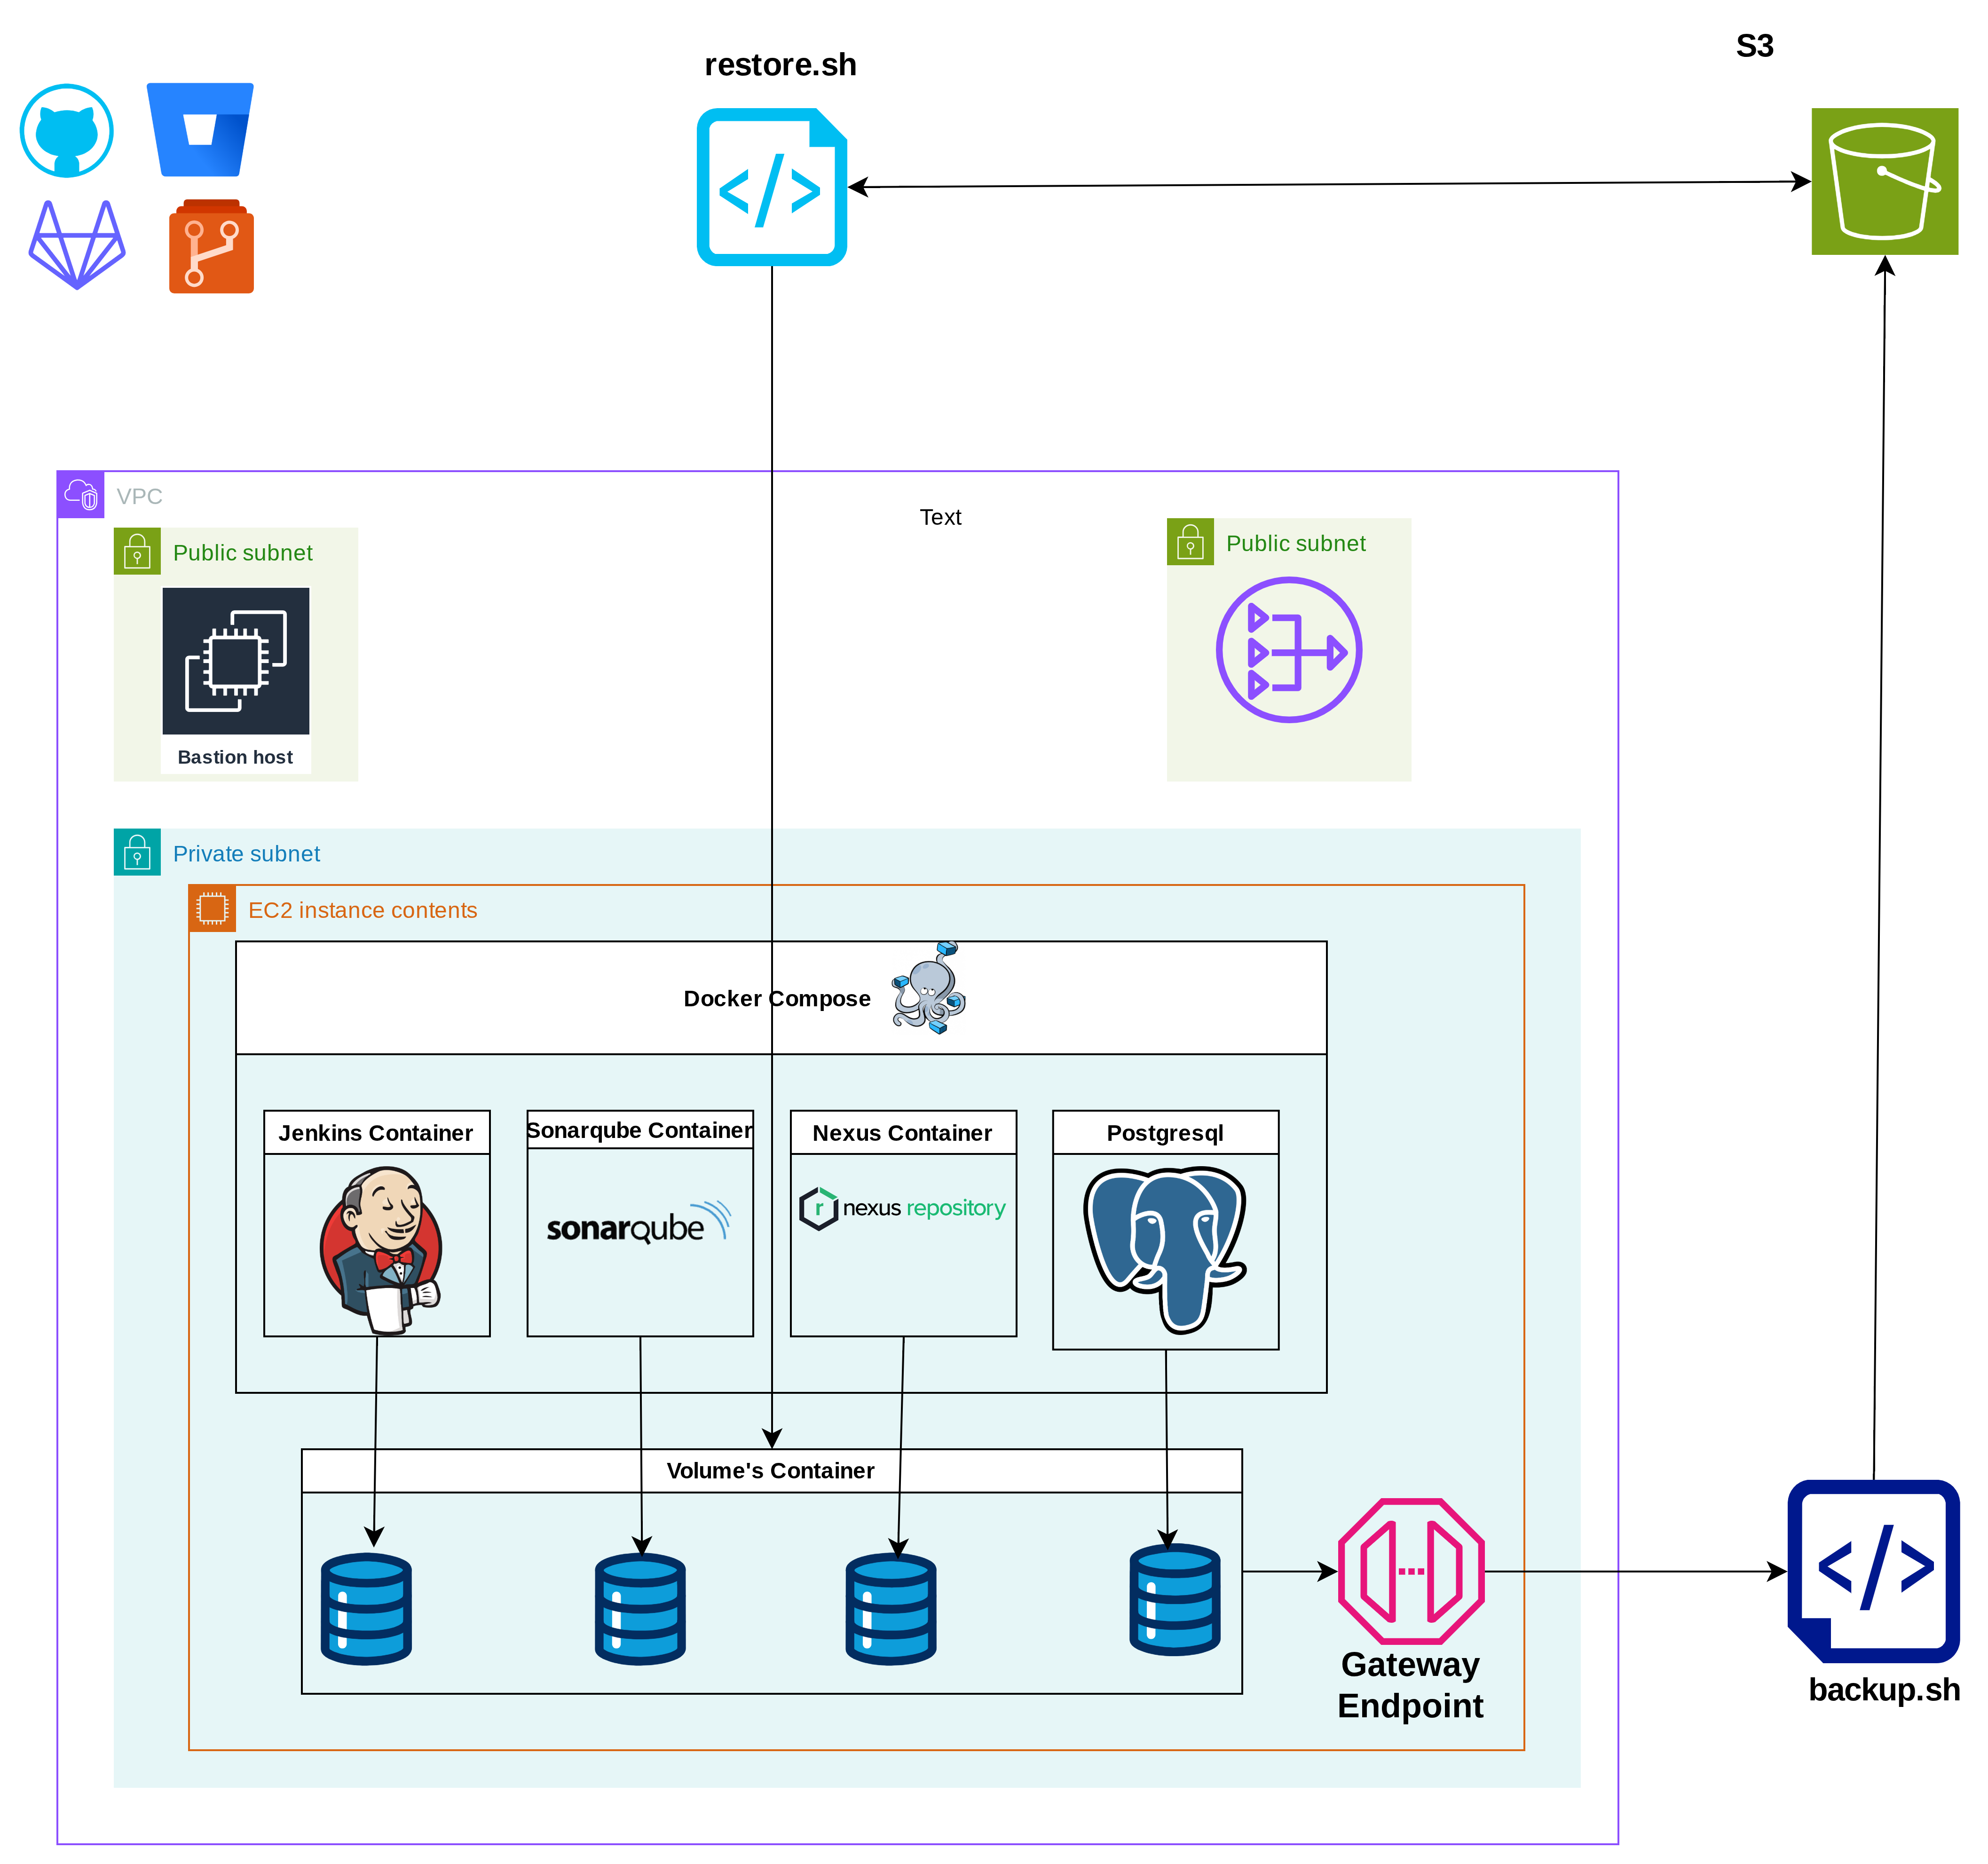 S3
restore.sh
VPC
Text
Public subnet
Public subnet
Bastion host
Private subnet
EC2 instance contents
Docker Compose
Jenkins Container
Sonarqube Container
Nexus Container
Postgresql
sonarqube
r nexus repository
Volume's Container
Gateway
Endpoint
backup.sh